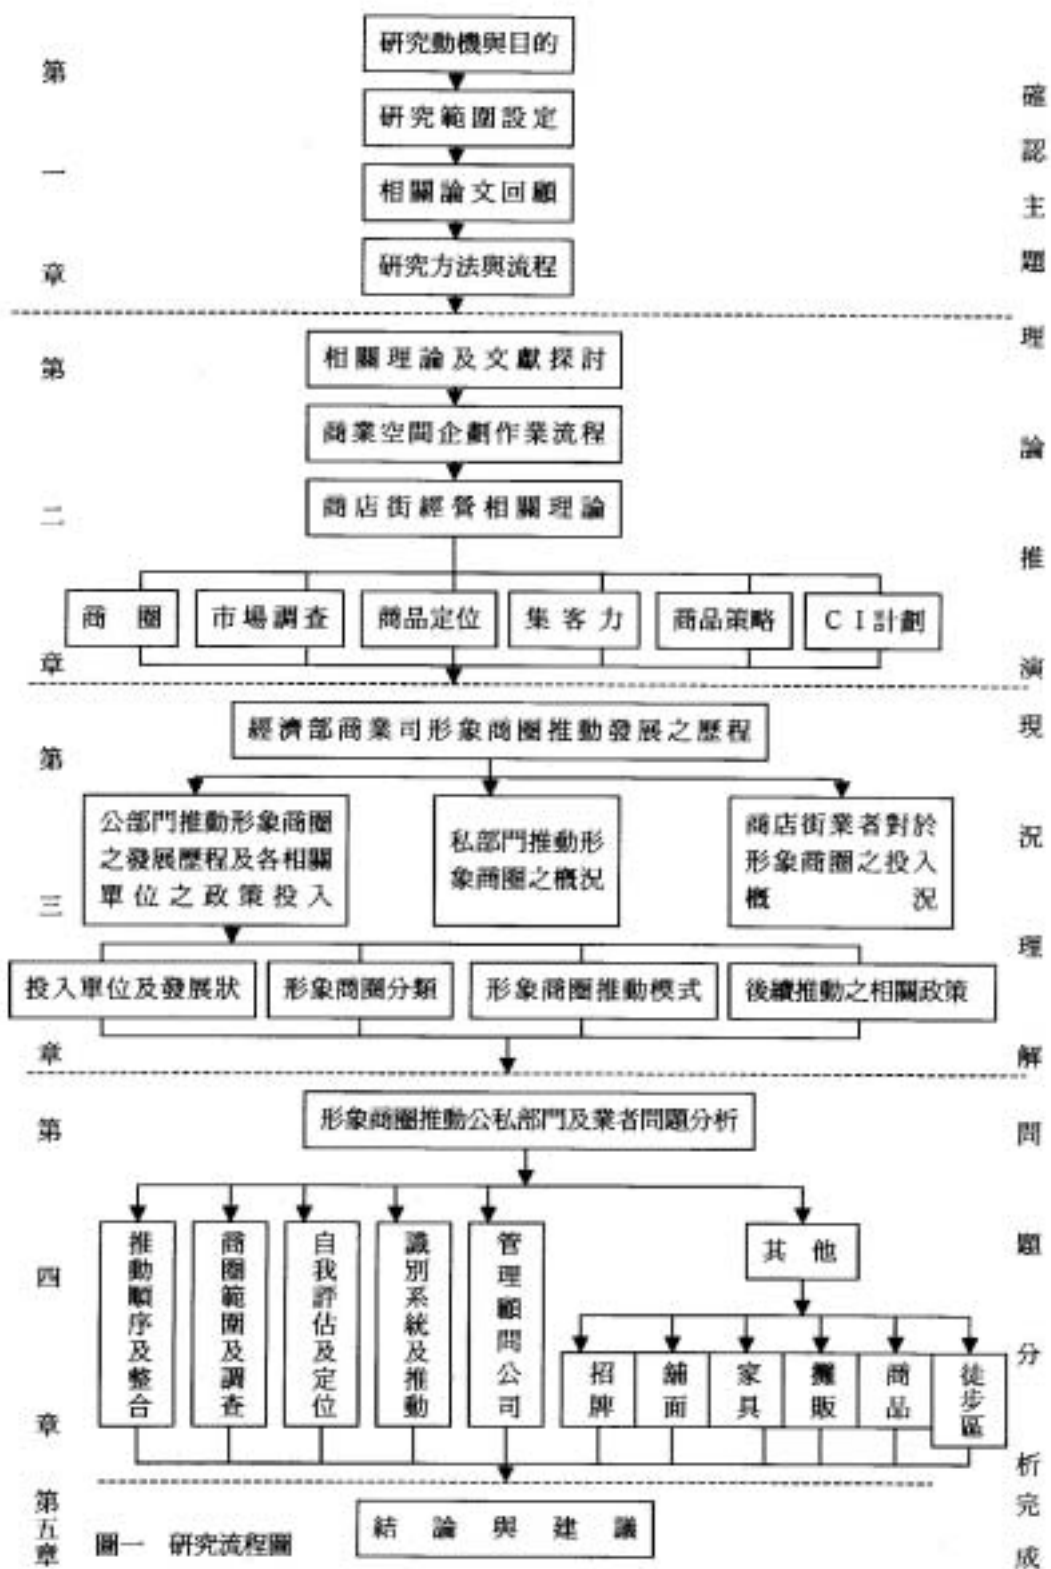 第一章
確認主題
研究動機與目的
研究範圍設定
相關論文回顧
研究方法與流程
第二章
理論推演
相關理論及文獻探討
商業空間企劃作業流程
商店街經營相關理論
商圈
市場調查
商品定位
集客力
商品策略
CI計劃
第三章
現況理解
經濟部商業司形象商圈推動發展之歷程
公部門推動形象商圈
之發展歷程及各相關
單位之政策投入
私部門推動形
象商圈之概況
商店街業者對於
形象商圈之投入
概況
投入單位及發展狀
形象商圈分類
形象商圈推動模式
後續推動之相關政策
第四章
問題分析
形象商圈推動公私部門及業者問題分析
推動順序及整合
商圈範圍及調查
自我評估及定位
識別系統及推動
管理顧問公司
其他
招牌
舖面
家具
攤販
商品
徒步區
第五章
完成
結論與建議
圖一 研究流程圖